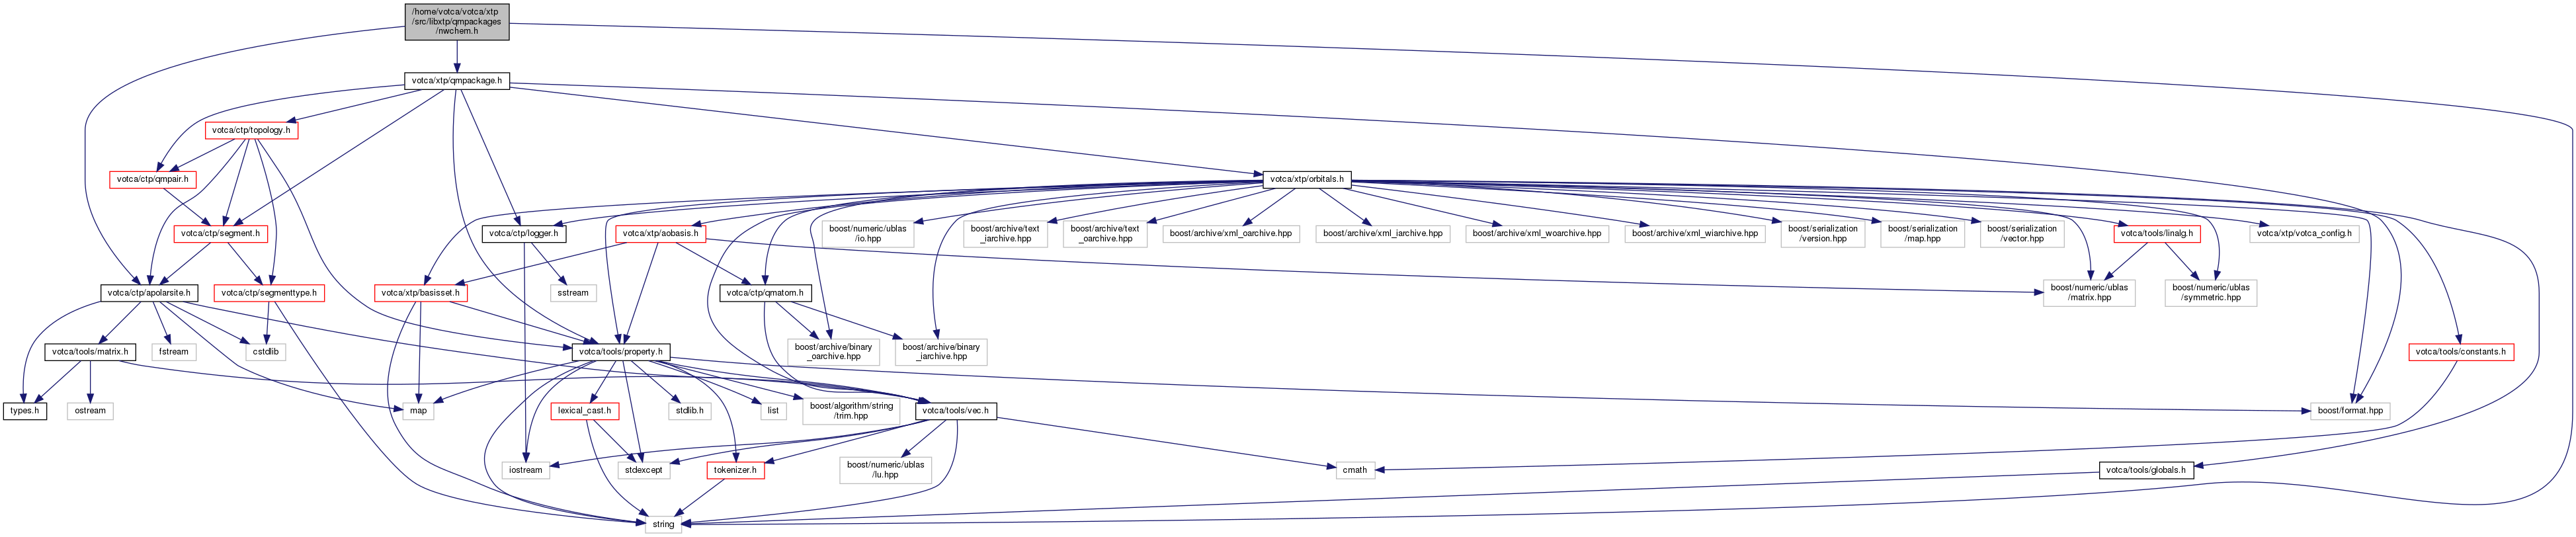 /home/votca/votca/xtp
/src/libxtp/qmpackages
/nwchem.h
votca/xtp/qmpackage.h
votca/ctp/topology.h
votca/ctp/qmpair.h
votca/xtp/orbitals.h
votca/ctp/segment.h
votca/ctp/logger.h
votca/xtp/aobasis.h
boost/numeric/ublas
/io.hpp
boost/archive/text
_iarchive.hpp
boost/archive/text
_oarchive.hpp
boost/archive/xml_oarchive.hpp
boost/archive/xml_iarchive.hpp
boost/archive/xml_woarchive.hpp
boost/archive/xml_wiarchive.hpp
boost/serialization
/version.hpp
boost/serialization
/map.hpp
boost/serialization
/vector.hpp
votca/tools/linalg.h
votca/xtp/votca_config.h
votca/ctp/apolarsite.h
votca/ctp/segmenttype.h
votca/xtp/basisset.h
sstream
votca/ctp/qmatom.h
boost/numeric/ublas
/matrix.hpp
boost/numeric/ublas
/symmetric.hpp
votca/tools/matrix.h
fstream
cstdlib
votca/tools/property.h
boost/archive/binary
_oarchive.hpp
boost/archive/binary
_iarchive.hpp
votca/tools/constants.h
types.h
ostream
map
lexical_cast.h
stdlib.h
list
boost/algorithm/string
/trim.hpp
votca/tools/vec.h
boost/format.hpp
iostream
stdexcept
tokenizer.h
boost/numeric/ublas
/lu.hpp
cmath
votca/tools/globals.h
string